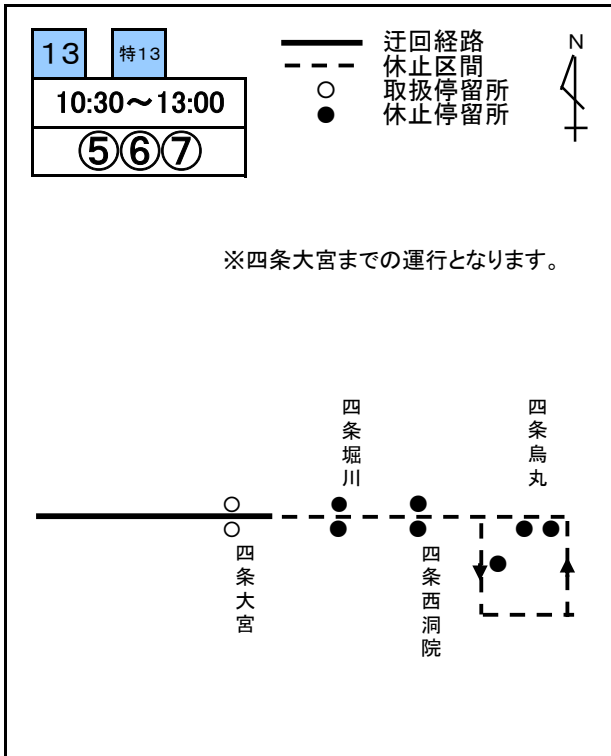 13
特13
10:30～13:00
⑤⑥⑦
迂回経路
休止区間
取扱停留所
休止停留所
N
※四条大宮までの運行となります。
四条堀川
四条烏丸
四条大宮
四条西洞院